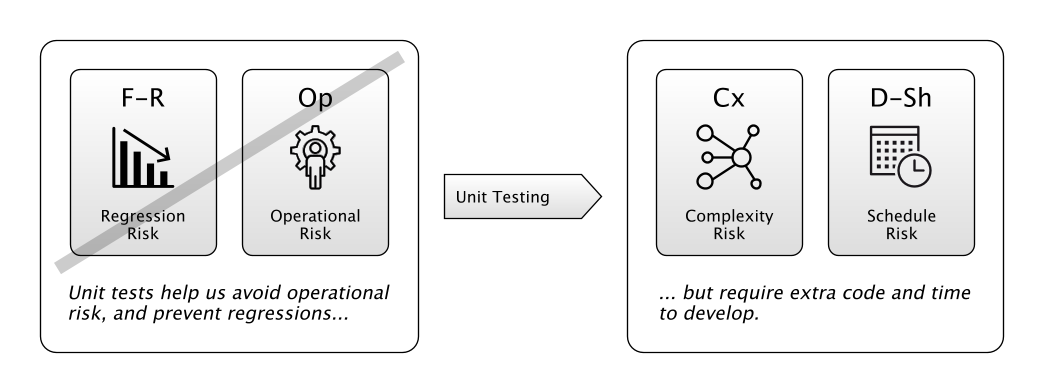 F-R
Regression
Risk
Op
Operational
Risk
Unit tests help us avoid operational
risk, and prevent regressions...
Unit Testing
Cx
Complexity
Risk
D-Sh
Schedule
Risk
... but require extra code and time
to develop.